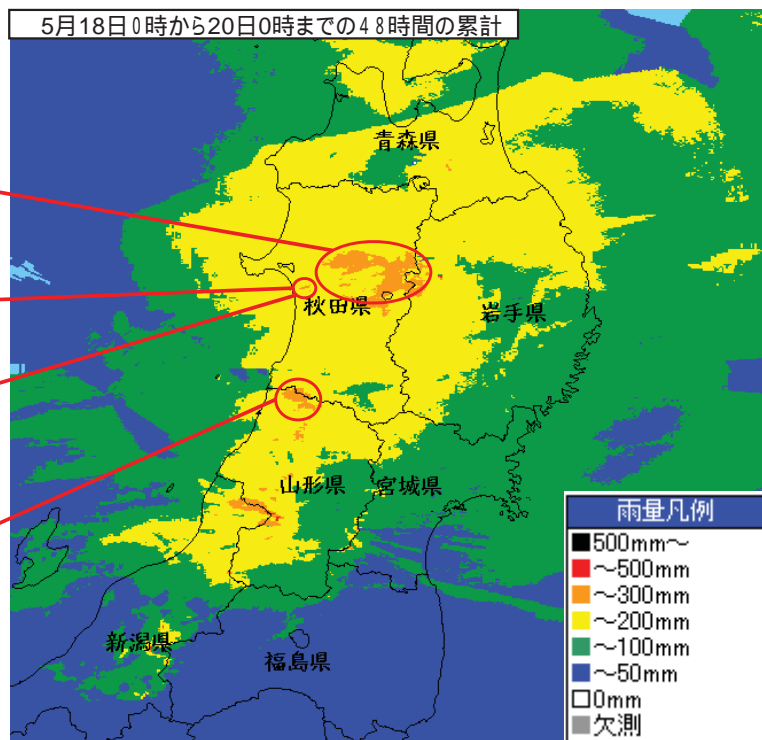 5月18日0時から20日0時までの48時間の累計
青森県
秋田県
岩手県
山形県
宮城県
新潟県
福島県
雨量凡例
500mm～
～500mm
～300mm
～200mm
～100mm
～50mm
0mm
欠測